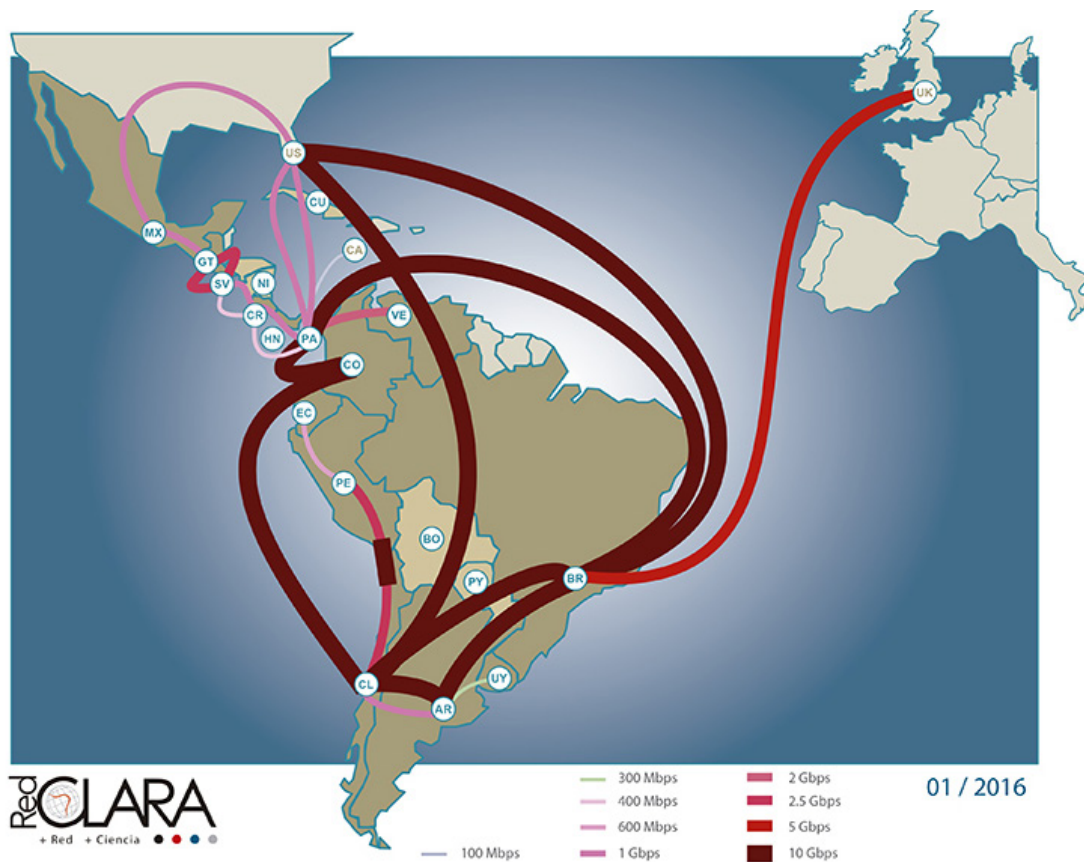 UK
US
CU
MX
CA
GT
SV
NI
CR
VE
HN
PA
CO
EC
PE
BO
PY
BR
CL
UY
AR
Red
CLARA
+ Red + Ciencia
100 Mbps
300 Mbps
400 Mbps
600 Mbps
1 Gbps
2 Gbps
2.5 Gbps
5 Gbps
10 Gbps
01 / 2016